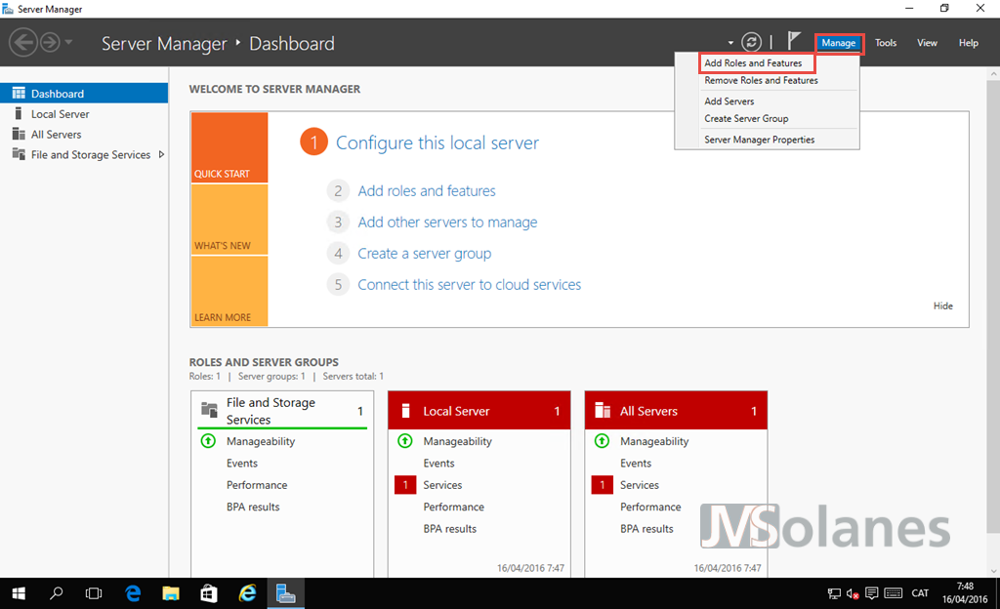 Server Manager
Server Manager ‣ Dashboard
Manage
Tools
View
Help
Add Roles and Features
Remove Roles and Features
Add Servers
Create Server Group
Server Manager Properties
Dashboard
Local Server
All Servers
File and Storage Services
WELCOME TO SERVER MANAGER
QUICK START
WHAT'S NEW
LEARN MORE
1 Configure this local server
2 Add roles and features
3 Add other servers to manage
4 Create a server group
5 Connect this server to cloud services
Hide
ROLES AND SERVER GROUPS
Roles: 1 | Server groups: 1 | Servers total: 1
File and Storage
Services
1
Manageability
Events
Performance
BPA results
Local Server 1
Manageability
Events
1 Services
Performance
BPA results
16/04/2016 7:47
All Servers 1
Manageability
Events
1 Services
Performance
BPA results
16/04/2016 7:47
JMSolanes
CAT
7:48
16/04/2016